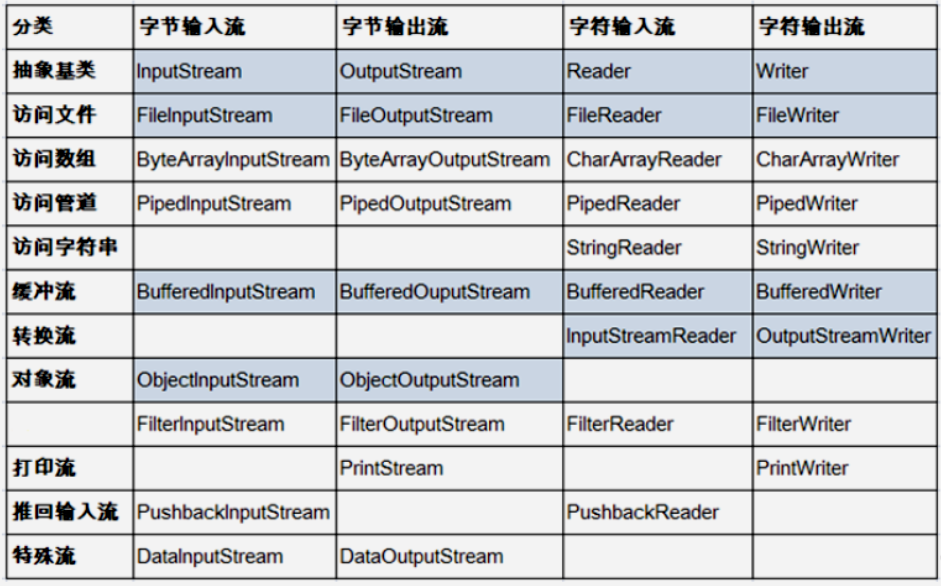 分类 字节输入流 字节输出流 字符输入流 字符输出流
抽象基类 InputStream OutputStream Reader Writer
访问文件 FileInputStream FileOutputStream FileReader FileWriter
访问数组 ByteArrayInputStream ByteArrayOutputStream CharArrayReader CharArrayWriter
访问管道 PipedInputStream PipedOutputStream PipedReader PipedWriter
访问字符串 StringReader StringWriter
缓冲流 BufferedInputStream BufferedOuputStream BufferedReader BufferedWriter
转换流 InputStreamReader OutputStreamWriter
对象流 ObjectInputStream ObjectOutputStream
FilterInputStream FilterOutputStream FilterReader FilterWriter
打印流 PrintStream PrintWriter
推回输入流 PushbackInputStream PushbackReader
特殊流 DataInputStream DataOutputStream